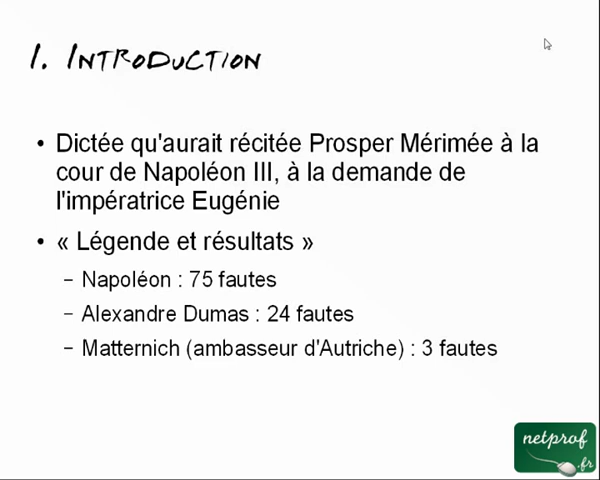 I. INTRODUCTION
• Dictée qu'aurait récitée Prosper Mérimée à la
cour de Napoléon III, à la demande de
l'impératrice Eugénie
• « Légende et résultats »
– Napoléon : 75 fautes
– Alexandre Dumas : 24 fautes
– Matternich (ambasseur d'Autriche) : 3 fautes
netprof
.fr